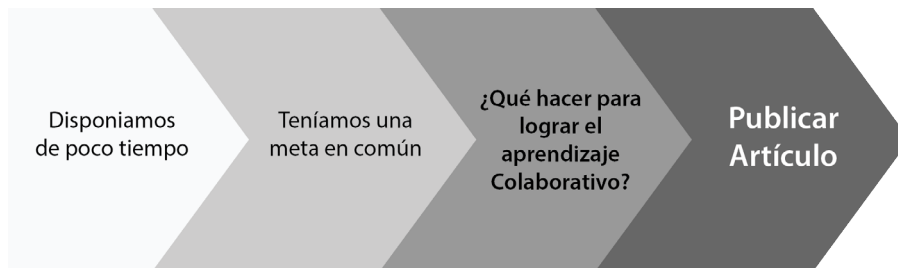 Disponiamos
de poco tiempo
Teníamos una
meta en común
¿Qué hacer para
lograr el
aprendizaje
Colaborativo?
Publicar
Artículo